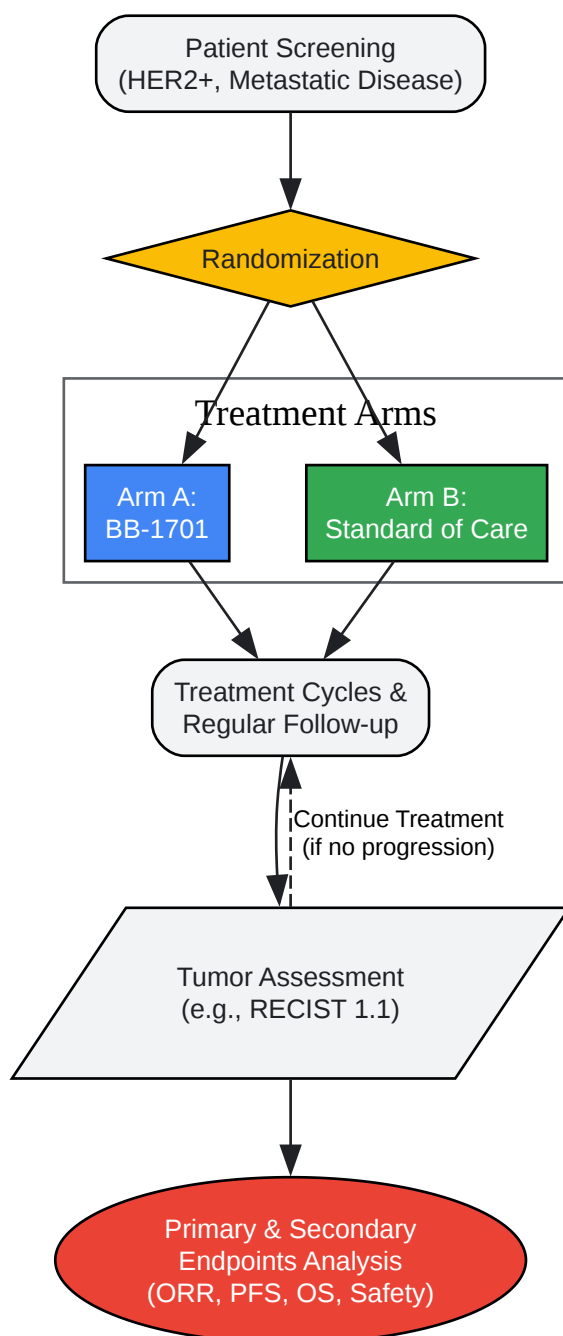 Patient Screening
(HER2+, Metastatic Disease)
Randomization
Treatment Arms
Arm A:
BB-1701
Arm B:
Standard of Care
Treatment Cycles &
Regular Follow-up
Continue Treatment
(if no progression)
Tumor Assessment
(e.g., RECIST 1.1)
Primary & Secondary
Endpoints Analysis
(ORR, PFS, OS, Safety)